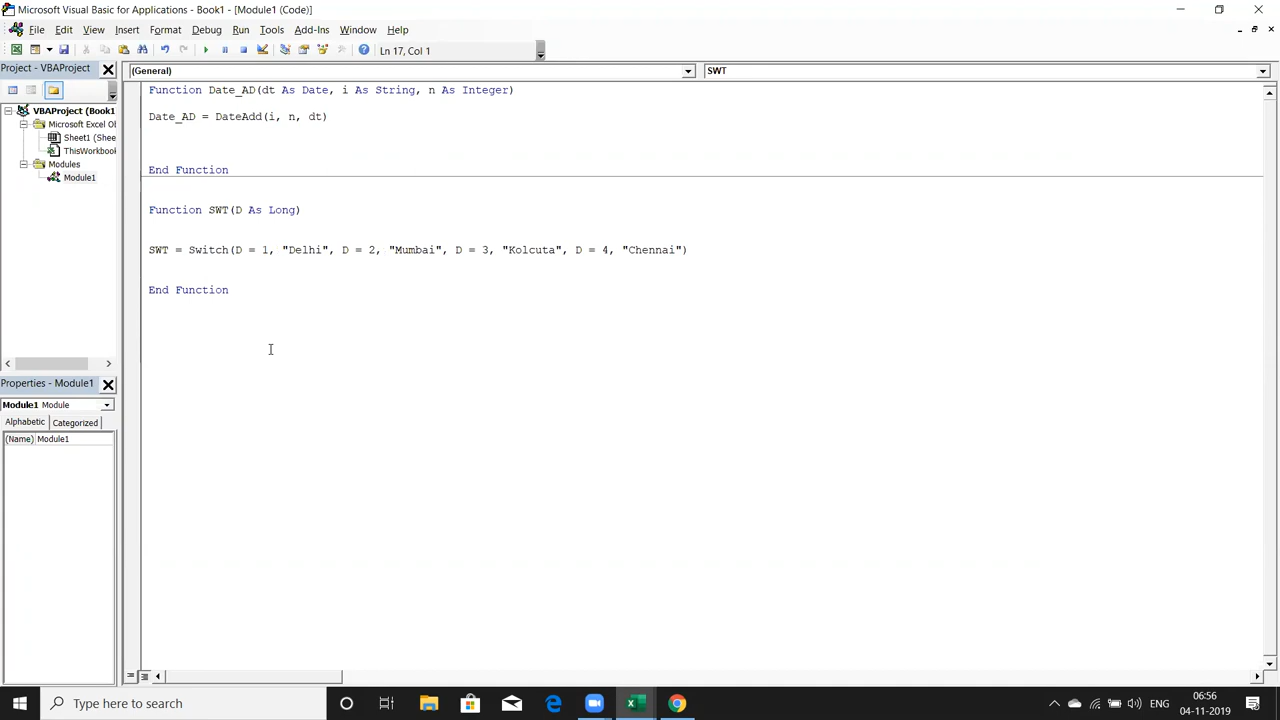 Microsoft Visual Basic for Applications - Book1 - [Module1 (Code)]
File Edit View Insert Format Debug Run Tools Add-Ins Window Help
Ln 17, Col 1
Project - VBAProject
(General)
SWT
VBAProject (Book1
Microsoft Excel Ob
Sheet1 (Shee
ThisWorkbook
Modules
Module1
Function Date_AD(dt As Date, i As String, n As Integer)
Date_AD = DateAdd(i, n, dt)
End Function
Function SWT(D As Long)
SWT = Switch(D = 1, "Delhi", D = 2, "Mumbai", D = 3, "Kolcuta", D = 4, "Chennai")
End Function
Properties - Module1
Module1 Module
Alphabetic Categorized
(Name) Module1
Type here to search
ENG
06:56
04-11-2019